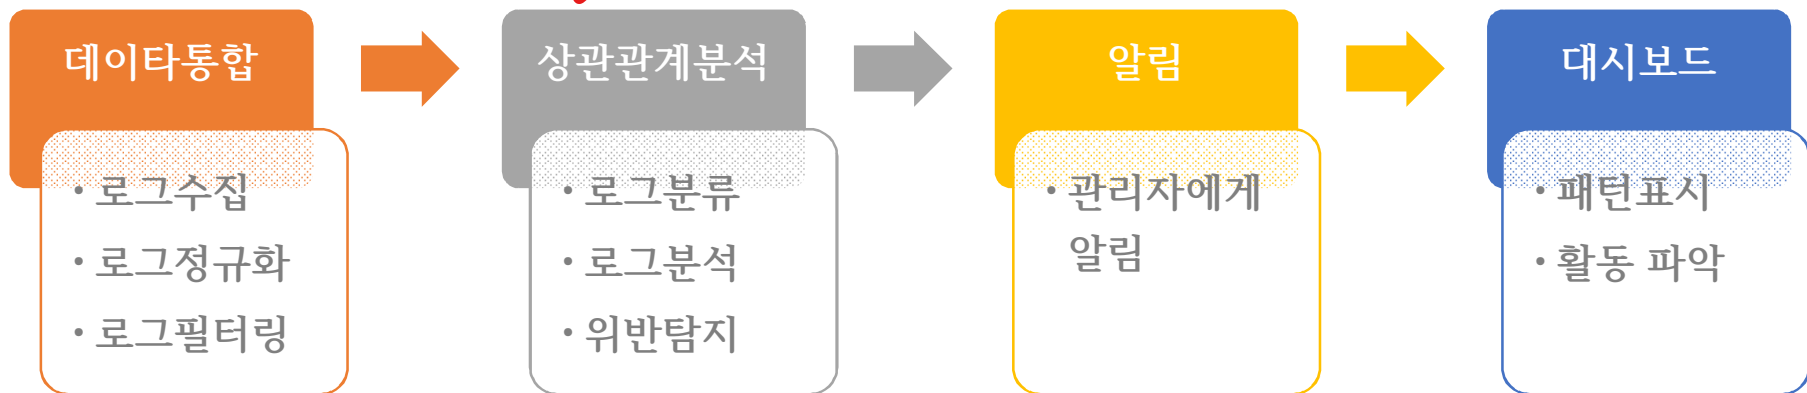 데이타통합
· 로그수집
· 로그정규화
· 로그필터링
상관관계분석
· 로그분류
· 로그분석
· 위반탐지
알림
· 관리자에게
알림
대시보드
· 패턴표시
· 활동 파악